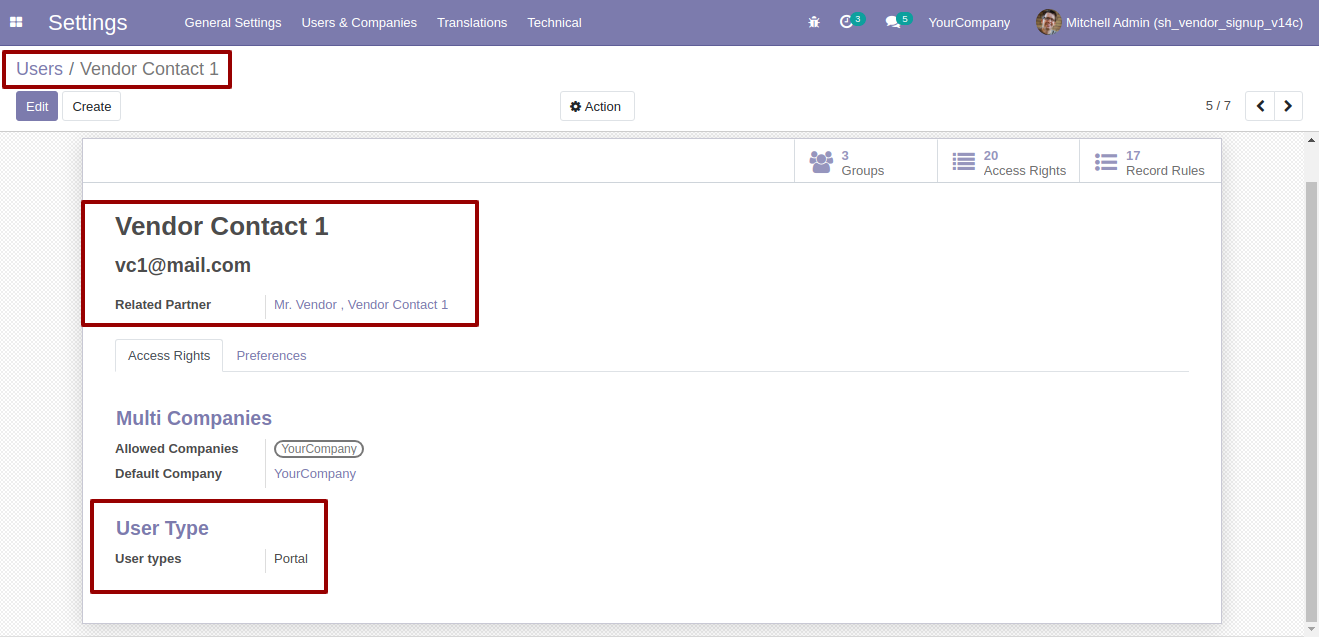 Settings General Settings Users & Companies Translations Technical 3 5 YourCompany Mitchell Admin (sh_vendor_signup_v14c)
Users / Vendor Contact 1
Edit Create Action 5 / 7
3 Groups 20 Access Rights 17 Record Rules
Vendor Contact 1
vc1@mail.com
Related Partner Mr. Vendor , Vendor Contact 1
Access Rights Preferences
Multi Companies
Allowed Companies YourCompany
Default Company YourCompany
User Type
User types Portal